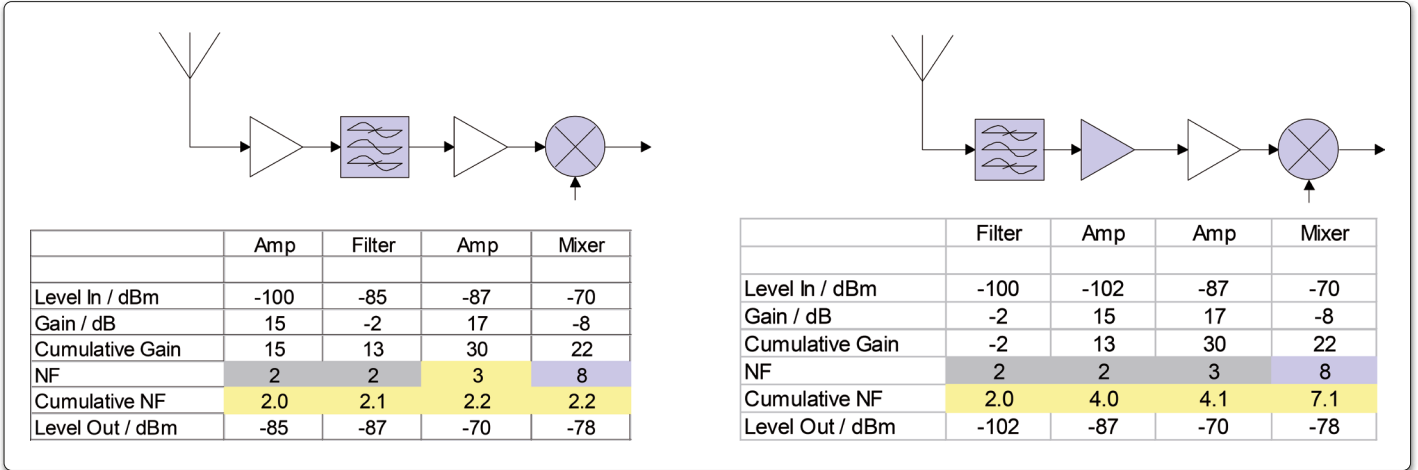 Amp Filter Amp Mixer
Level In / dBm -100 -85 -87 -70
Gain / dB 15 -2 17 -8
Cumulative Gain 15 13 30 22
NF 2 2 3 8
Cumulative NF 2.0 2.1 2.2 2.2
Level Out / dBm -85 -87 -70 -78
Filter Amp Amp Mixer
Level In / dBm -100 -102 -87 -70
Gain / dB -2 15 17 -8
Cumulative Gain -2 13 30 22
NF 2 2 3 8
Cumulative NF 2.0 4.0 4.1 7.1
Level Out / dBm -102 -87 -70 -78